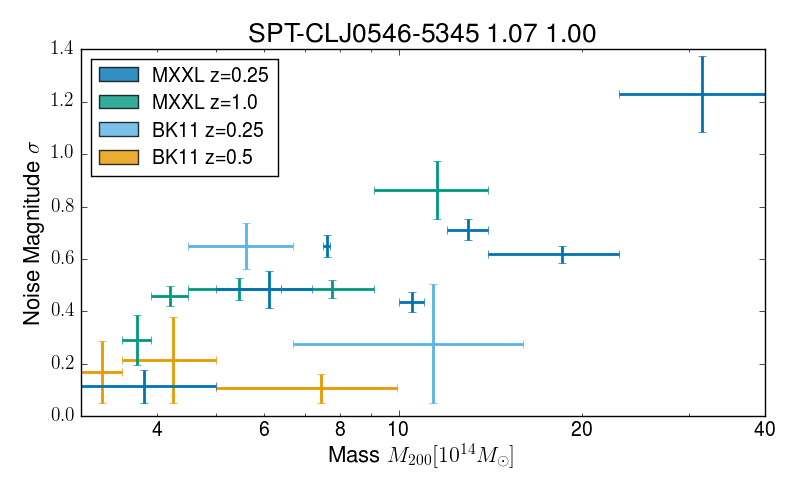 SPT-CLJ0546-5345 1.07 1.00
1.4
1.2
1.0
0.8
0.6
0.4
0.2
0.0
Noise Magnitude σ
MXXL z=0.25
MXXL z=1.0
BK11 z=0.25
BK11 z=0.5
4 6 8 10 20 40
Mass M₂₀₀[10¹⁴M☉]